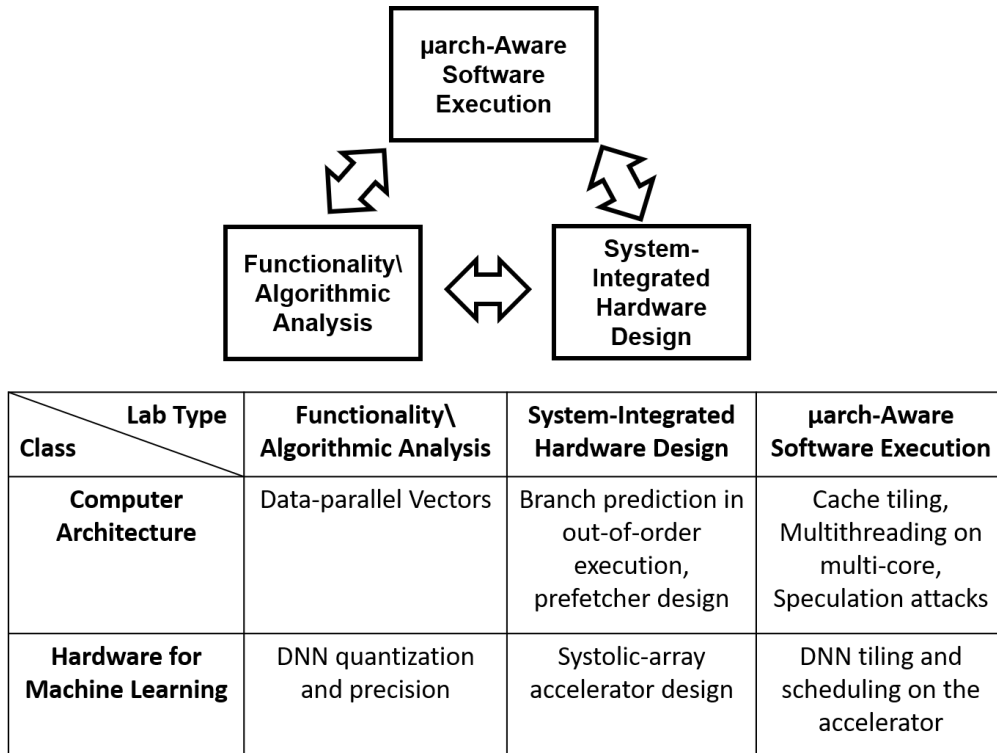 µarch-Aware
Software
Execution
Functionality\
Algorithmic
Analysis
System-
Integrated
Hardware
Design
Lab Type
Class
Functionality\
Algorithmic Analysis
System-Integrated
Hardware Design
µarch-Aware
Software Execution
Computer
Architecture
Data-parallel Vectors
Branch prediction in
out-of-order
execution,
prefetcher design
Cache tiling,
Multithreading on
multi-core,
Speculation attacks
Hardware for
Machine Learning
DNN quantization
and precision
Systolic-array
accelerator design
DNN tiling and
scheduling on the
accelerator